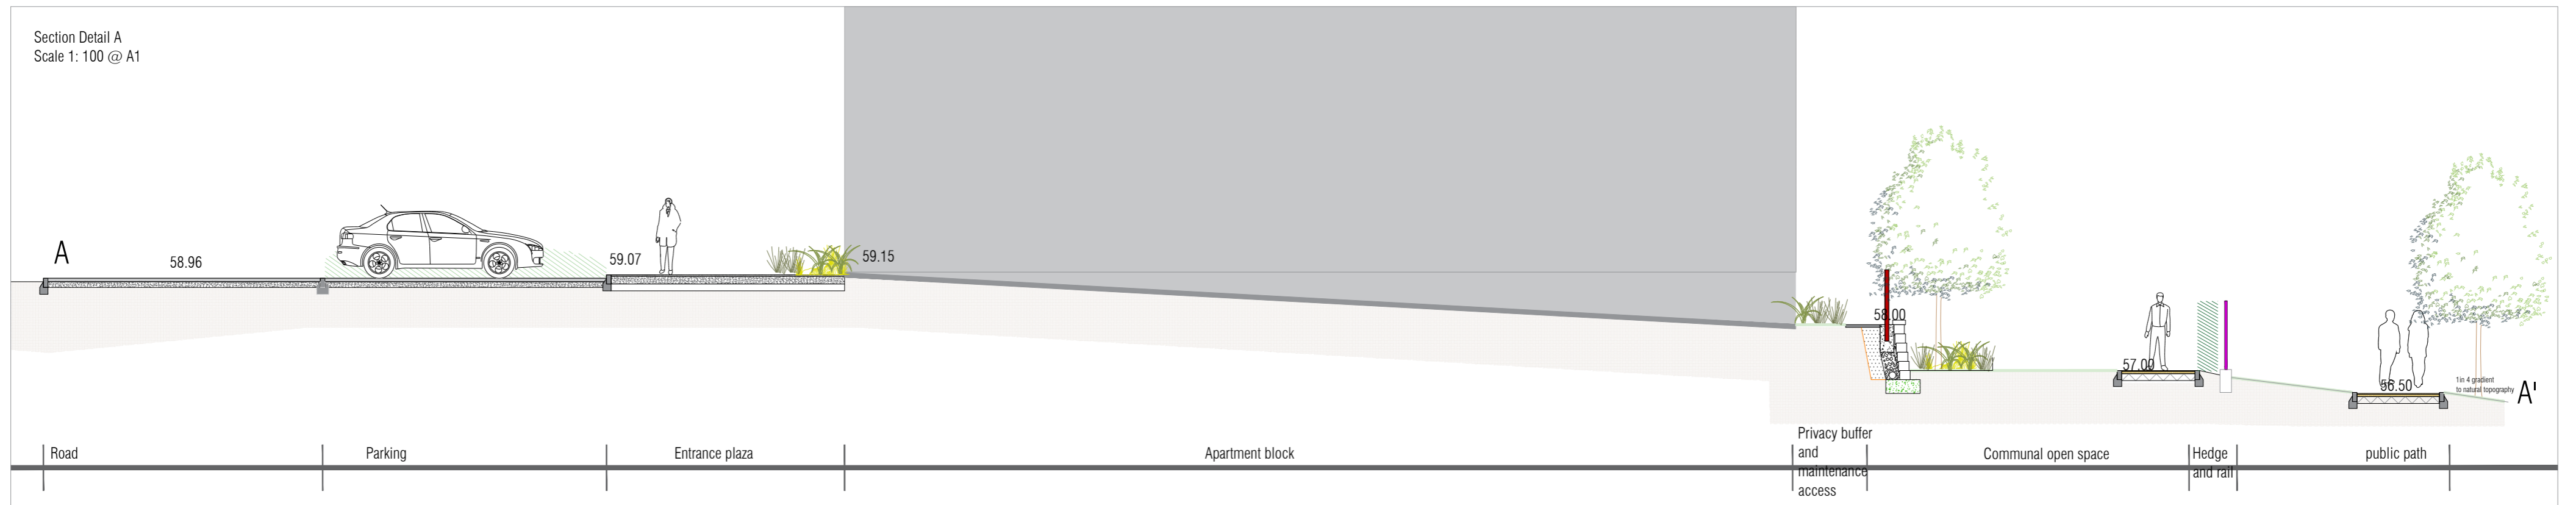 Section Detail A
Scale 1: 100 @ A1
A
58.96
59.07
59.15
58.00
57.00
56.50
1in 4 gradient
to natural topography
A'
Road
Parking
Entrance plaza
Apartment block
Privacy buffer
and
maintenance
access
Communal open space
Hedge
and rail
public path